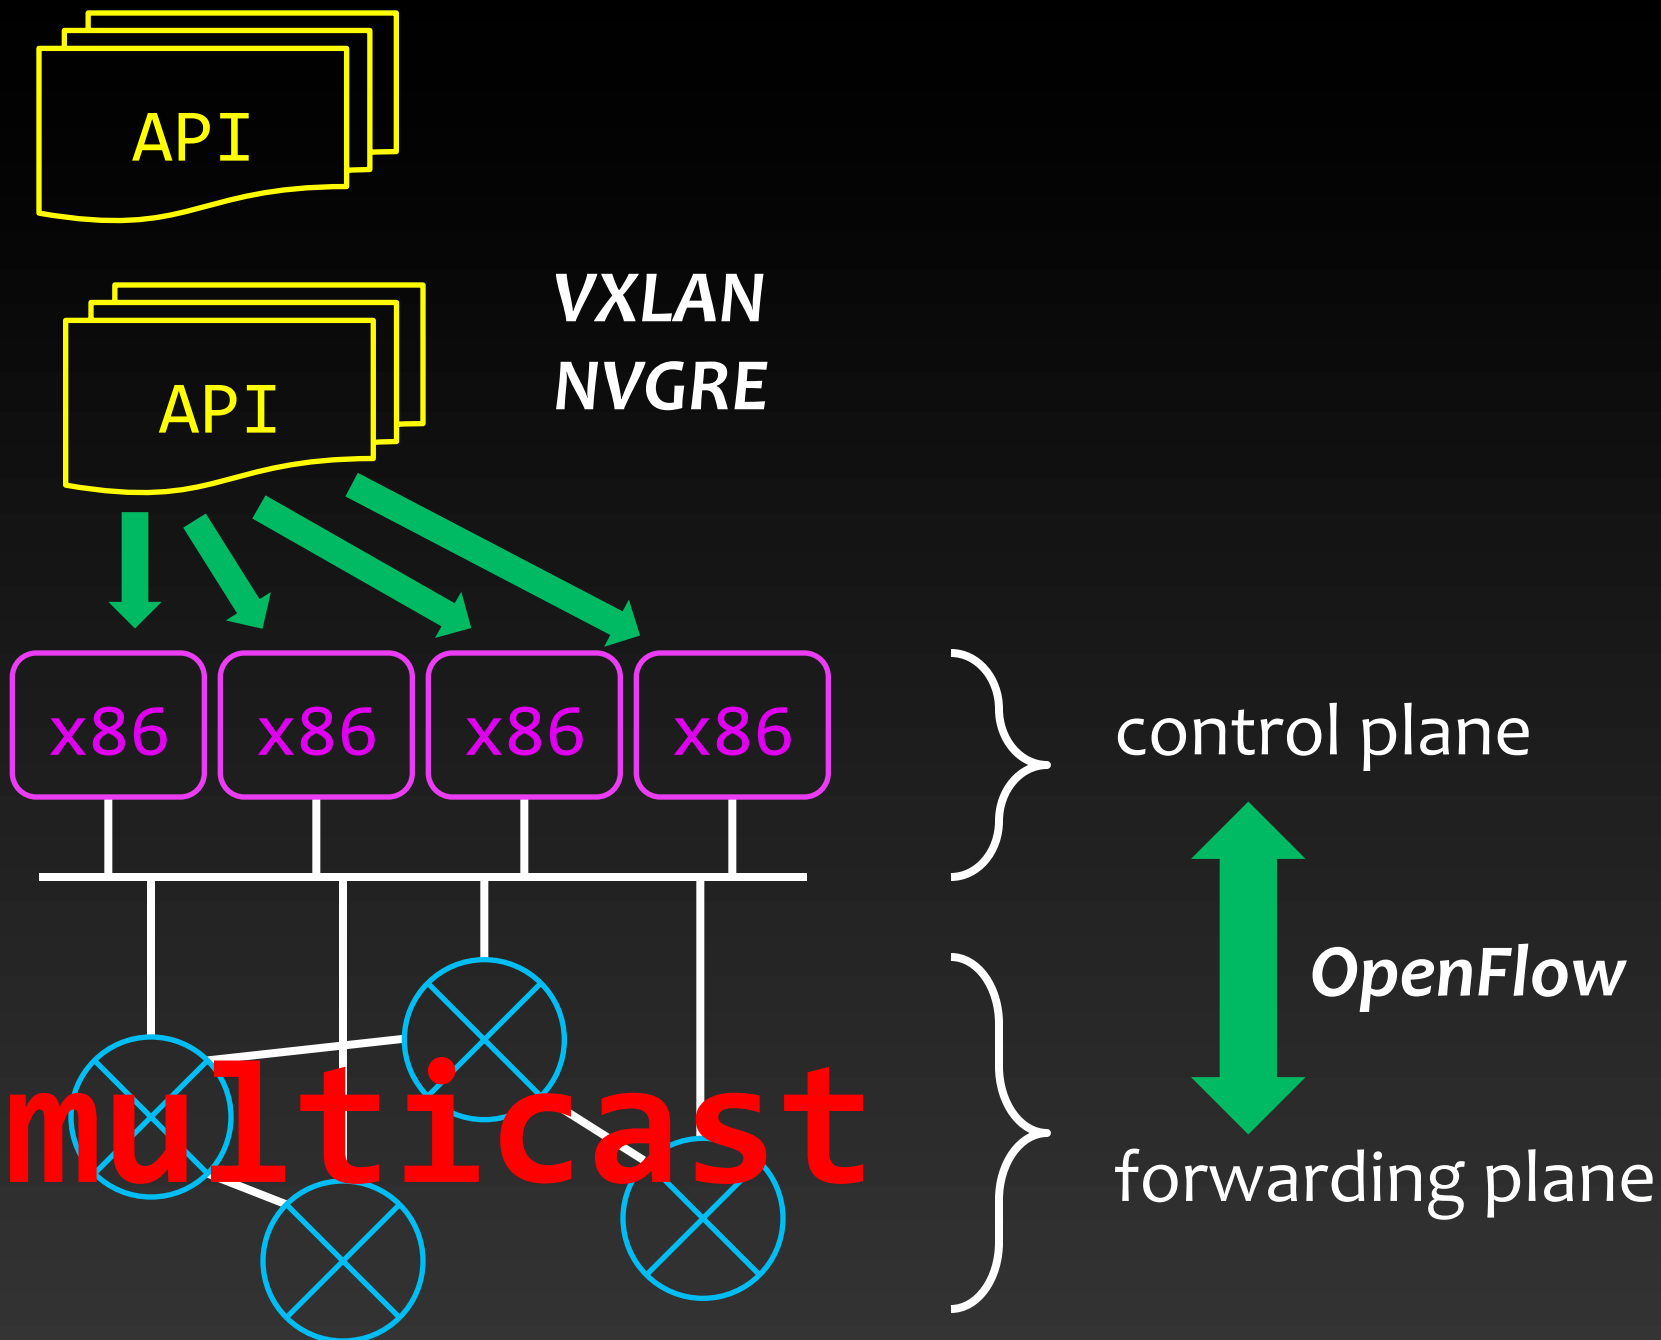 API
VXLAN
NVGRE
API
x86 x86 x86 x86
control plane
OpenFlow
multicast
forwarding plane